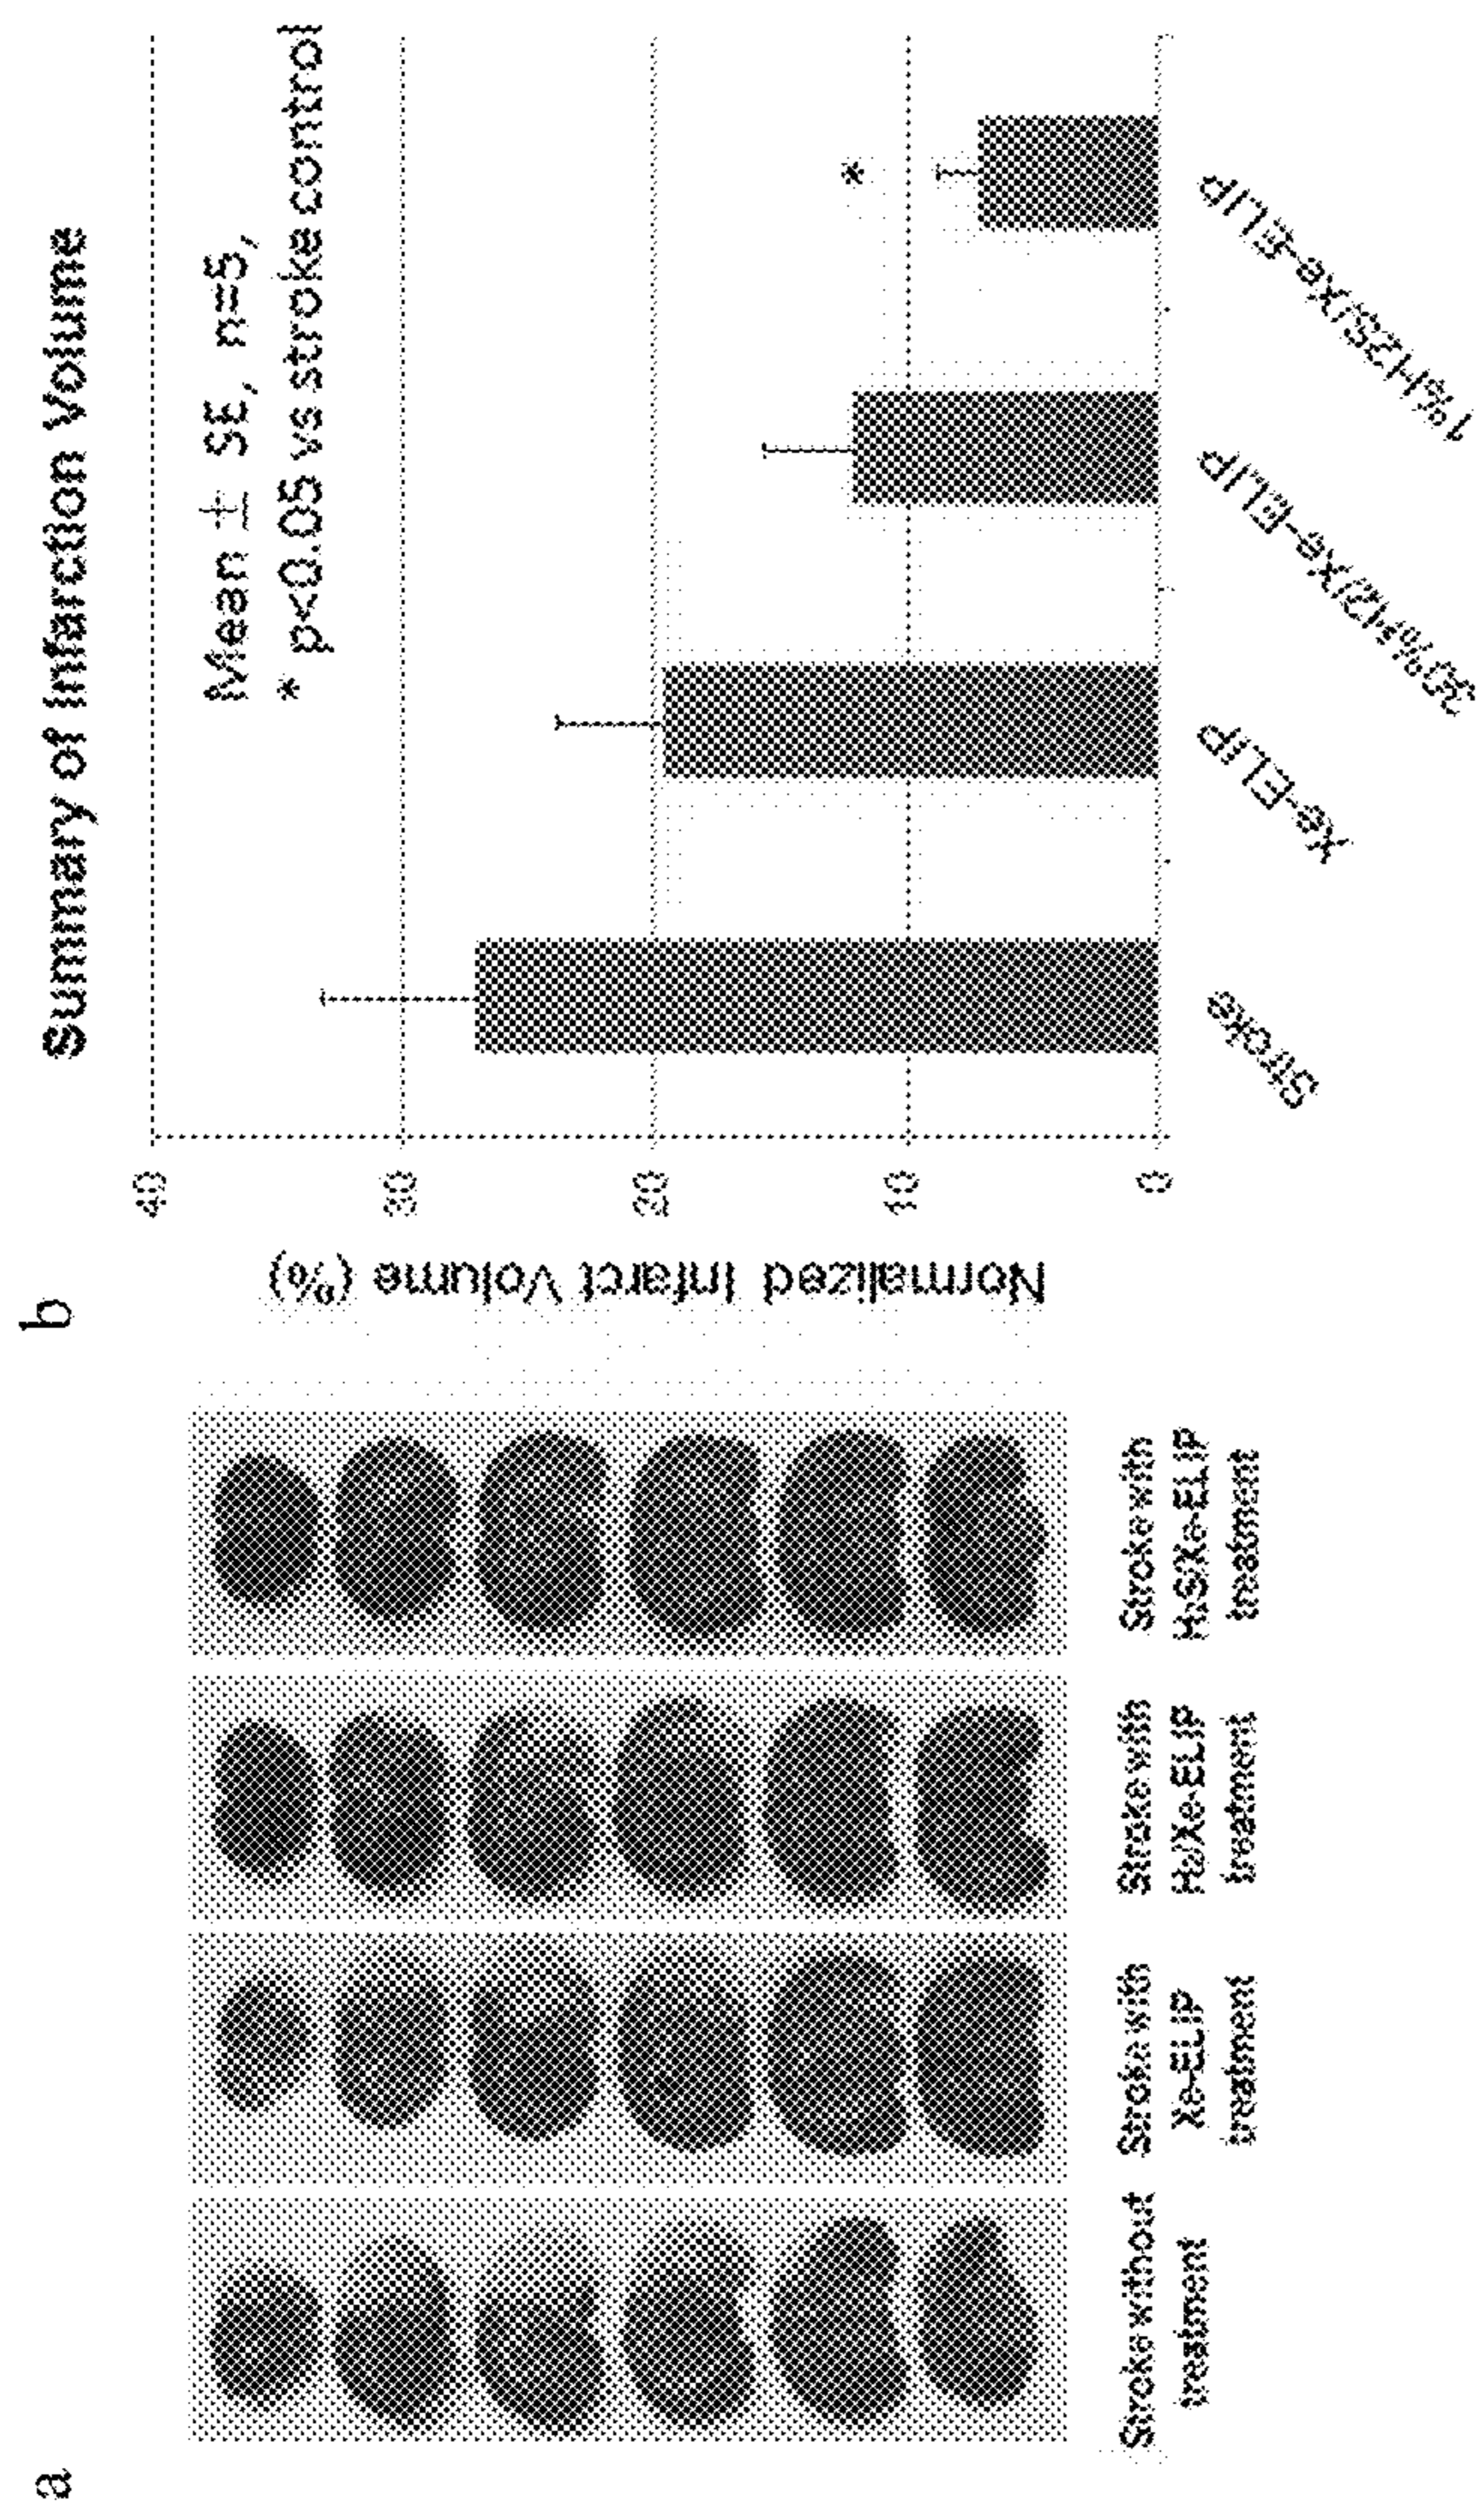 a
Stroke without
treatment
Stroke with
Xe-ELIP
treatment
Stroke with
H₂/Xe-ELIP
treatment
Stroke with
H₂S/Xe-ELIP
treatment
b
Summary of Infarction Volume
Mean ± SE, n=5,
* p<0.05 vs stroke control
Normalized Infarct Volume (%)
40
30
20
10
0
*
Stroke
Xe-ELIP
30%H2/Xe-ELIP
1%H2S/Xe-ELIP